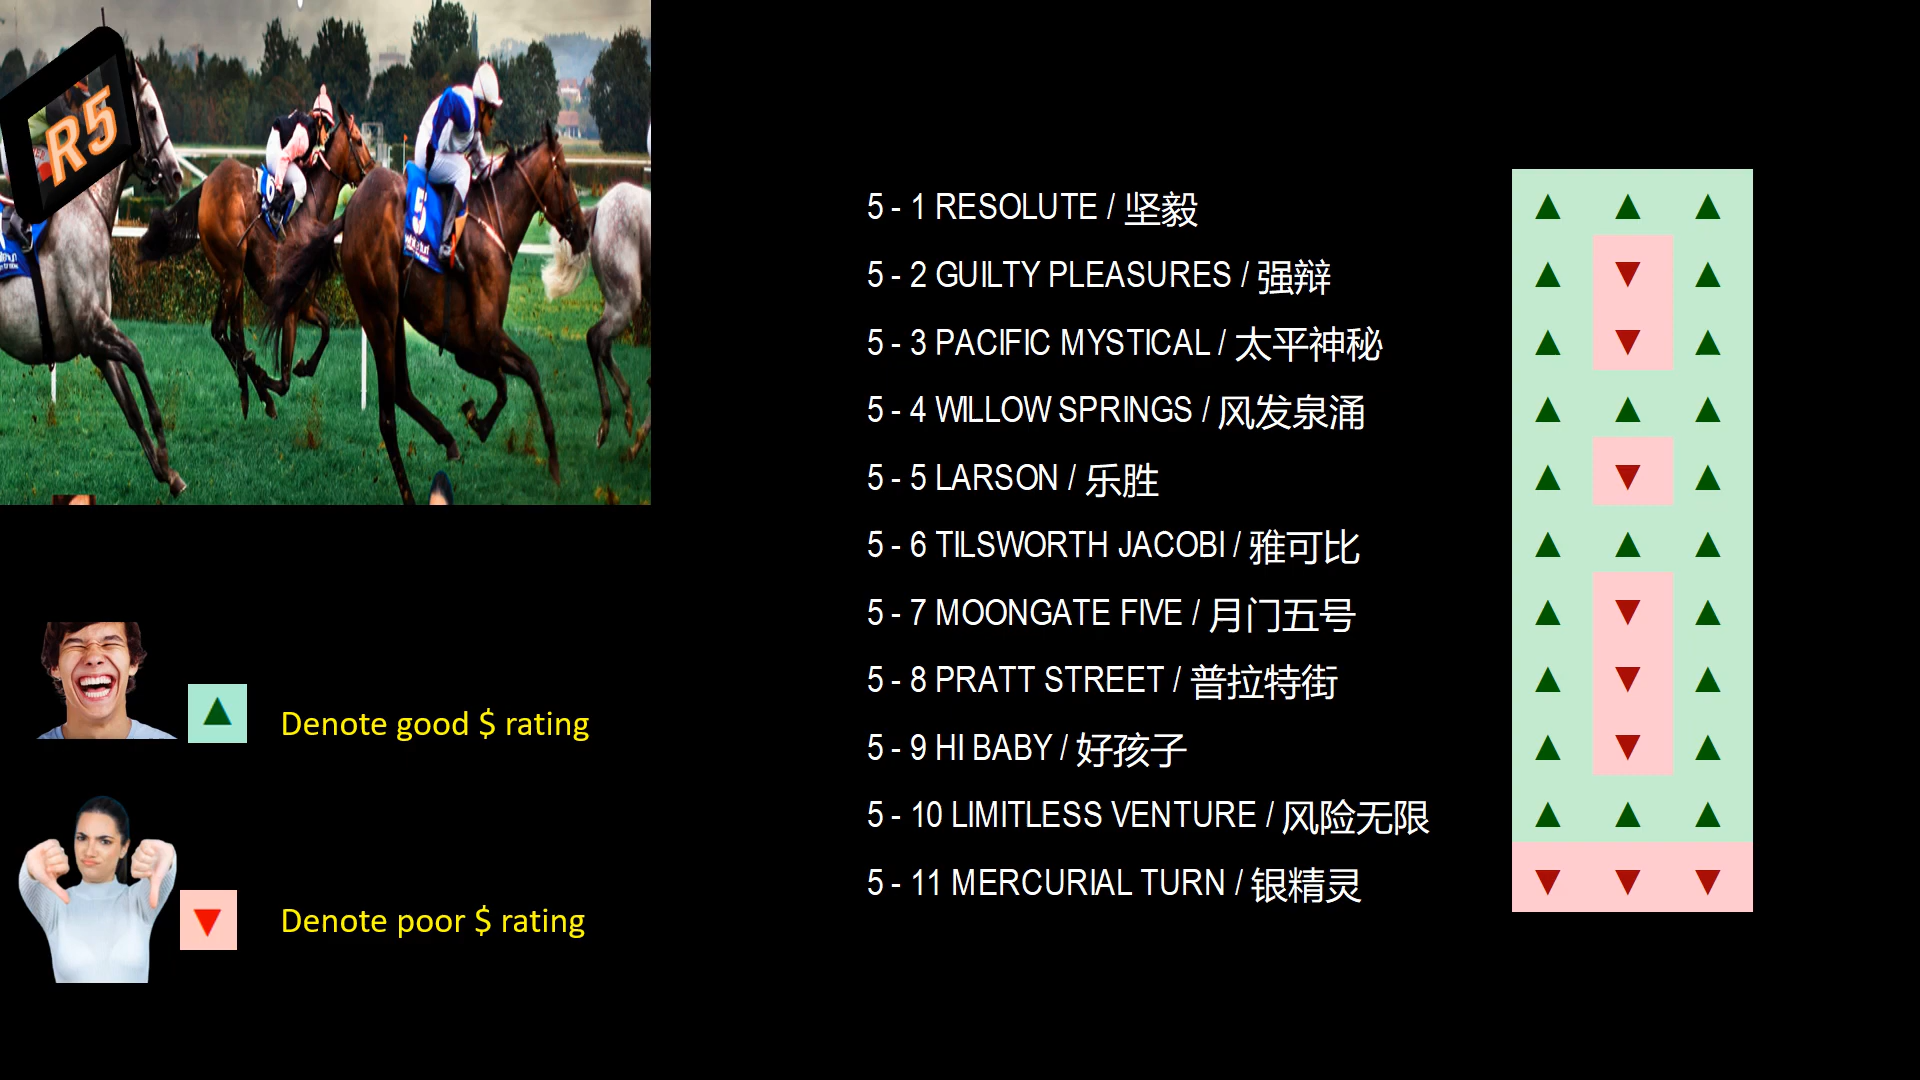 R5
6
5
5 - 1 RESOLUTE / 坚毅 ▲ ▲ ▲
5 - 2 GUILTY PLEASURES / 强辩 ▲ ▼ ▲
5 - 3 PACIFIC MYSTICAL / 太平神秘 ▲ ▼ ▲
5 - 4 WILLOW SPRINGS / 风发泉涌 ▲ ▲ ▲
5 - 5 LARSON / 乐胜 ▲ ▼ ▲
5 - 6 TILSWORTH JACOBI / 雅可比 ▲ ▲ ▲
5 - 7 MOONGATE FIVE / 月门五号 ▲ ▼ ▲
5 - 8 PRATT STREET / 普拉特街 ▲ ▼ ▲
5 - 9 HI BABY / 好孩子 ▲ ▼ ▲
5 - 10 LIMITLESS VENTURE / 风险无限 ▲ ▲ ▲
5 - 11 MERCURIAL TURN / 银精灵 ▼ ▼ ▼
▲ Denote good $ rating
▼ Denote poor $ rating